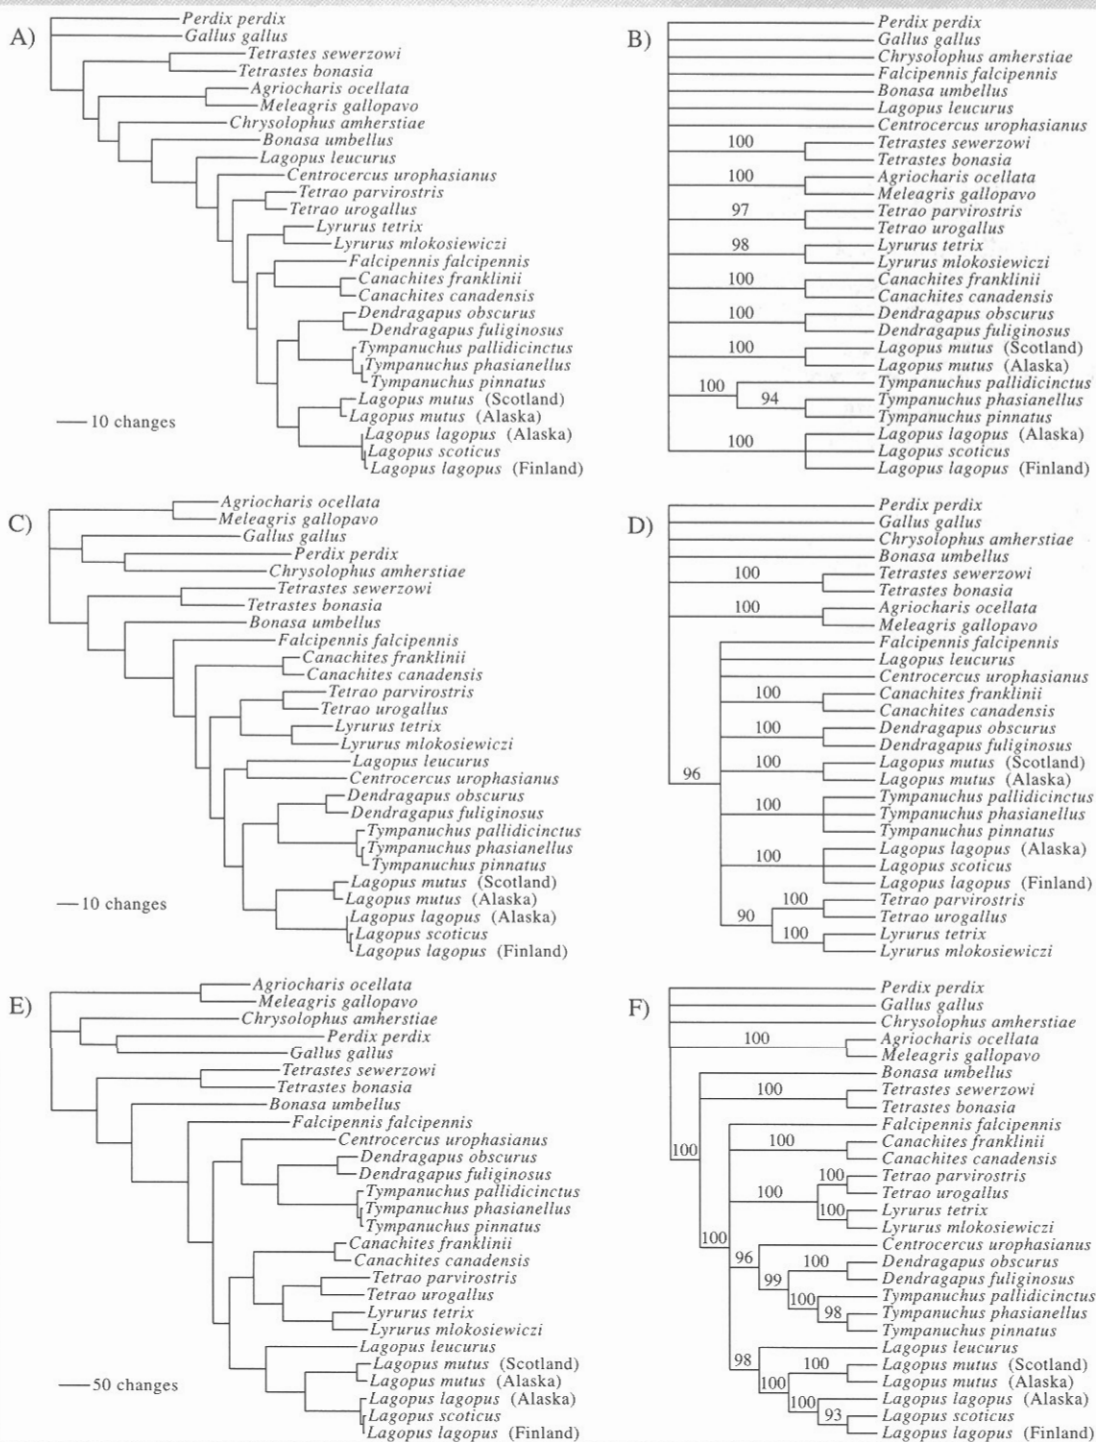 A)
Perdix perdix
Gallus gallus
Tetrastes sewerzowi
Tetrastes bonasia
Agriocharis ocellata
Meleagris gallopavo
Chrysolophus amherstiae
Bonasa umbellus
Lagopus leucurus
Centrocercus urophasianus
Tetrao parvirostris
Tetrao urogallus
Lyrurus tetrix
Lyrurus mlokosiewiczi
Falcipennis falcipennis
Canachites franklinii
Canachites canadensis
Dendragapus obscurus
Dendragapus fuliginosus
Tympanuchus pallidicinctus
Tympanuchus phasianellus
Tympanuchus pinnatus
Lagopus mutus (Scotland)
Lagopus mutus (Alaska)
Lagopus lagopus (Alaska)
Lagopus scoticus
Lagopus lagopus (Finland)
10 changes
B)
Perdix perdix
Gallus gallus
Chrysolophus amherstiae
Falcipennis falcipennis
Bonasa umbellus
Lagopus leucurus
Centrocercus urophasianus
100
Tetrastes sewerzowi
Tetrastes bonasia
100
Agriocharis ocellata
Meleagris gallopavo
97
Tetrao parvirostris
Tetrao urogallus
98
Lyrurus tetrix
Lyrurus mlokosiewiczi
100
Canachites franklinii
Canachites canadensis
100
Dendragapus obscurus
Dendragapus fuliginosus
100
Lagopus mutus (Scotland)
Lagopus mutus (Alaska)
100
Tympanuchus pallidicinctus
94
Tympanuchus phasianellus
Tympanuchus pinnatus
100
Lagopus lagopus (Alaska)
Lagopus scoticus
Lagopus lagopus (Finland)
C)
Agriocharis ocellata
Meleagris gallopavo
Gallus gallus
Perdix perdix
Chrysolophus amherstiae
Tetrastes sewerzowi
Tetrastes bonasia
Bonasa umbellus
Falcipennis falcipennis
Canachites franklinii
Canachites canadensis
Tetrao parvirostris
Tetrao urogallus
Lyrurus tetrix
Lyrurus mlokosiewiczi
Lagopus leucurus
Centrocercus urophasianus
Dendragapus obscurus
Dendragapus fuliginosus
Tympanuchus pallidicinctus
Tympanuchus phasianellus
Tympanuchus pinnatus
Lagopus mutus (Scotland)
Lagopus mutus (Alaska)
Lagopus lagopus (Alaska)
Lagopus scoticus
Lagopus lagopus (Finland)
10 changes
D)
Perdix perdix
Gallus gallus
Chrysolophus amherstiae
Bonasa umbellus
100
Tetrastes sewerzowi
Tetrastes bonasia
100
Agriocharis ocellata
Meleagris gallopavo
96
Falcipennis falcipennis
Lagopus leucurus
Centrocercus urophasianus
100
Canachites franklinii
Canachites canadensis
100
Dendragapus obscurus
Dendragapus fuliginosus
100
Lagopus mutus (Scotland)
Lagopus mutus (Alaska)
100
Tympanuchus pallidicinctus
Tympanuchus phasianellus
Tympanuchus pinnatus
100
Lagopus lagopus (Alaska)
Lagopus scoticus
Lagopus lagopus (Finland)
90
100
Tetrao parvirostris
Tetrao urogallus
100
Lyrurus tetrix
Lyrurus mlokosiewiczi
E)
Agriocharis ocellata
Meleagris gallopavo
Chrysolophus amherstiae
Perdix perdix
Gallus gallus
Tetrastes sewerzowi
Tetrastes bonasia
Bonasa umbellus
Falcipennis falcipennis
Centrocercus urophasianus
Dendragapus obscurus
Dendragapus fuliginosus
Tympanuchus pallidicinctus
Tympanuchus phasianellus
Tympanuchus pinnatus
Canachites franklinii
Canachites canadensis
Tetrao parvirostris
Tetrao urogallus
Lyrurus tetrix
Lyrurus mlokosiewiczi
Lagopus leucurus
Lagopus mutus (Scotland)
Lagopus mutus (Alaska)
Lagopus lagopus (Alaska)
Lagopus scoticus
Lagopus lagopus (Finland)
50 changes
F)
Perdix perdix
Gallus gallus
Chrysolophus amherstiae
100
Agriocharis ocellata
Meleagris gallopavo
100
Bonasa umbellus
100
Tetrastes sewerzowi
Tetrastes bonasia
100
Falcipennis falcipennis
100
Canachites franklinii
Canachites canadensis
100
100
Tetrao parvirostris
Tetrao urogallus
100
Lyrurus tetrix
Lyrurus mlokosiewiczi
96
Centrocercus urophasianus
99
100
Dendragapus obscurus
Dendragapus fuliginosus
100
Tympanuchus pallidicinctus
98
Tympanuchus phasianellus
Tympanuchus pinnatus
98
Lagopus leucurus
100
100
Lagopus mutus (Scotland)
Lagopus mutus (Alaska)
100
Lagopus lagopus (Alaska)
93
Lagopus scoticus
Lagopus lagopus (Finland)